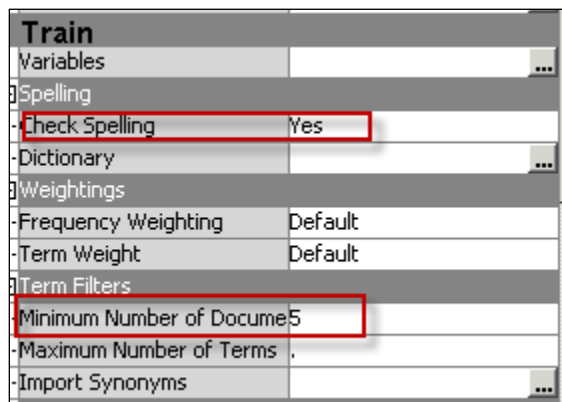 Train
Variables ...
Spelling
Check Spelling Yes
Dictionary ...
Weightings
Frequency Weighting Default
Term Weight Default
Term Filters
Minimum Number of Docume 5
Maximum Number of Terms .
Import Synonyms ...